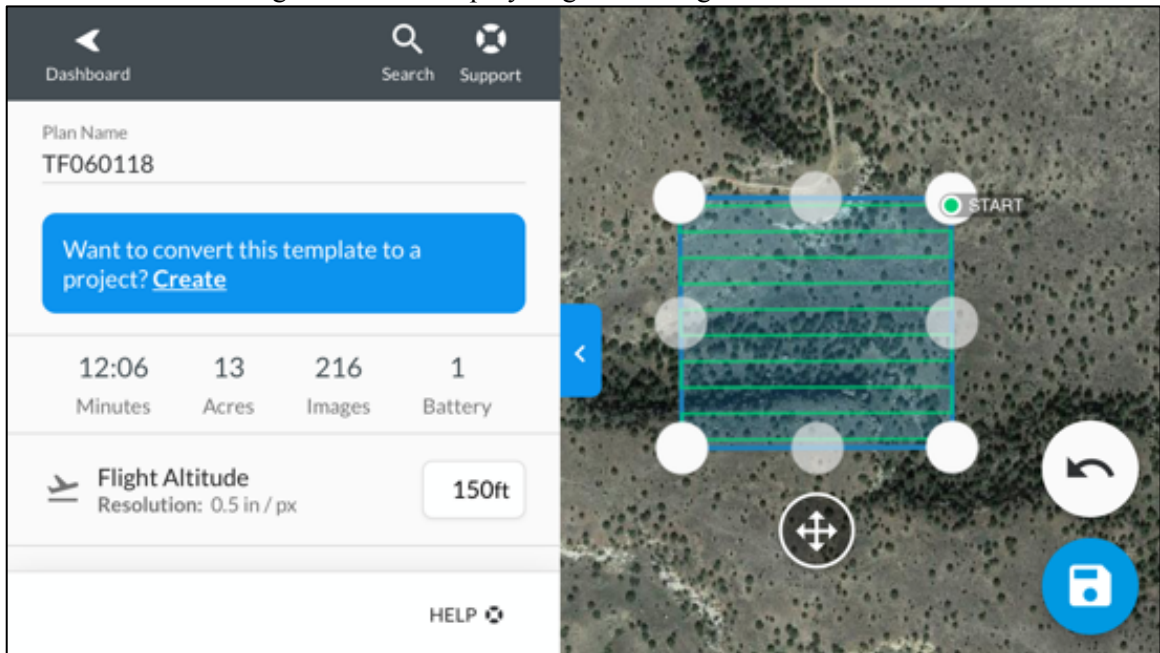 Dashboard
Search
Support
Plan Name
TF060118
Want to convert this template to a
project? Create
12:06
13
216
1
Minutes
Acres
Images
Battery
Flight Altitude
Resolution: 0.5 in / px
150ft
HELP
START